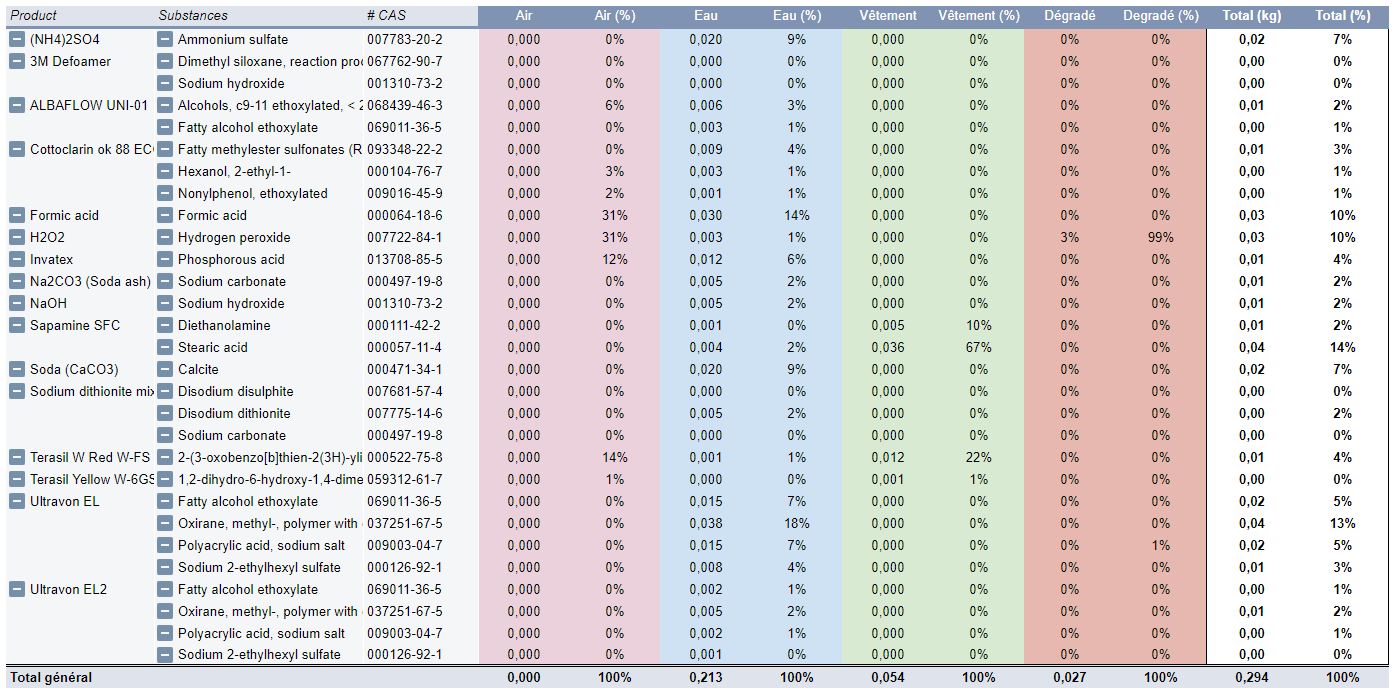 Product Substances # CAS Air Air (%) Eau Eau (%) Vêtement Vêtement (%) Dégradé Degradé (%) Total (kg) Total (%)
(NH4)2SO4 Ammonium sulfate 007783-20-2 0,000 0% 0,020 9% 0,000 0% 0% 0% 0,02 7%
3M Defoamer Dimethyl siloxane, reaction proc 067762-90-7 0,000 0% 0,000 0% 0,000 0% 0% 0% 0,00 0%
Sodium hydroxide 001310-73-2 0,000 0% 0,000 0% 0,000 0% 0% 0% 0,00 0%
ALBAFLOW UNI-01 Alcohols, c9-11 ethoxylated, < 2 068439-46-3 0,000 6% 0,006 3% 0,000 0% 0% 0% 0,01 2%
Fatty alcohol ethoxylate 069011-36-5 0,000 0% 0,003 1% 0,000 0% 0% 0% 0,00 1%
Cottoclarin ok 88 ECO Fatty methylester sulfonates (R 093348-22-2 0,000 0% 0,009 4% 0,000 0% 0% 0% 0,01 3%
Hexanol, 2-ethyl-1- 000104-76-7 0,000 3% 0,003 1% 0,000 0% 0% 0% 0,00 1%
Nonylphenol, ethoxylated 009016-45-9 0,000 2% 0,001 1% 0,000 0% 0% 0% 0,00 1%
Formic acid Formic acid 000064-18-6 0,000 31% 0,030 14% 0,000 0% 0% 0% 0,03 10%
H2O2 Hydrogen peroxide 007722-84-1 0,000 31% 0,003 1% 0,000 0% 3% 99% 0,03 10%
Invatex Phosphorous acid 013708-85-5 0,000 12% 0,012 6% 0,000 0% 0% 0% 0,01 4%
Na2CO3 (Soda ash) Sodium carbonate 000497-19-8 0,000 0% 0,005 2% 0,000 0% 0% 0% 0,01 2%
NaOH Sodium hydroxide 001310-73-2 0,000 0% 0,005 2% 0,000 0% 0% 0% 0,01 2%
Sapamine SFC Diethanolamine 000111-42-2 0,000 0% 0,001 0% 0,005 10% 0% 0% 0,01 2%
Stearic acid 000057-11-4 0,000 0% 0,004 2% 0,036 67% 0% 0% 0,04 14%
Soda (CaCO3) Calcite 000471-34-1 0,000 0% 0,020 9% 0,000 0% 0% 0% 0,02 7%
Sodium dithionite mix Disodium disulphite 007681-57-4 0,000 0% 0,000 0% 0,000 0% 0% 0% 0,00 0%
Disodium dithionite 007775-14-6 0,000 0% 0,005 2% 0,000 0% 0% 0% 0,00 2%
Sodium carbonate 000497-19-8 0,000 0% 0,000 0% 0,000 0% 0% 0% 0,00 0%
Terasil W Red W-FS 2-(3-oxobenzo[b]thien-2(3H)-yli 000522-75-8 0,000 14% 0,001 1% 0,012 22% 0% 0% 0,01 4%
Terasil Yellow W-6GS 1,2-dihydro-6-hydroxy-1,4-dime 059312-61-7 0,000 1% 0,000 0% 0,001 1% 0% 0% 0,00 0%
Ultravon EL Fatty alcohol ethoxylate 069011-36-5 0,000 0% 0,015 7% 0,000 0% 0% 0% 0,02 5%
Oxirane, methyl-, polymer with 037251-67-5 0,000 0% 0,038 18% 0,000 0% 0% 0% 0,04 13%
Polyacrylic acid, sodium salt 009003-04-7 0,000 0% 0,015 7% 0,000 0% 0% 1% 0,02 5%
Sodium 2-ethylhexyl sulfate 000126-92-1 0,000 0% 0,008 4% 0,000 0% 0% 0% 0,01 3%
Ultravon EL2 Fatty alcohol ethoxylate 069011-36-5 0,000 0% 0,002 1% 0,000 0% 0% 0% 0,00 1%
Oxirane, methyl-, polymer with 037251-67-5 0,000 0% 0,005 2% 0,000 0% 0% 0% 0,01 2%
Polyacrylic acid, sodium salt 009003-04-7 0,000 0% 0,002 1% 0,000 0% 0% 0% 0,00 1%
Sodium 2-ethylhexyl sulfate 000126-92-1 0,000 0% 0,001 0% 0,000 0% 0% 0% 0,00 0%
Total général 0,000 100% 0,213 100% 0,054 100% 0,027 100% 0,294 100%